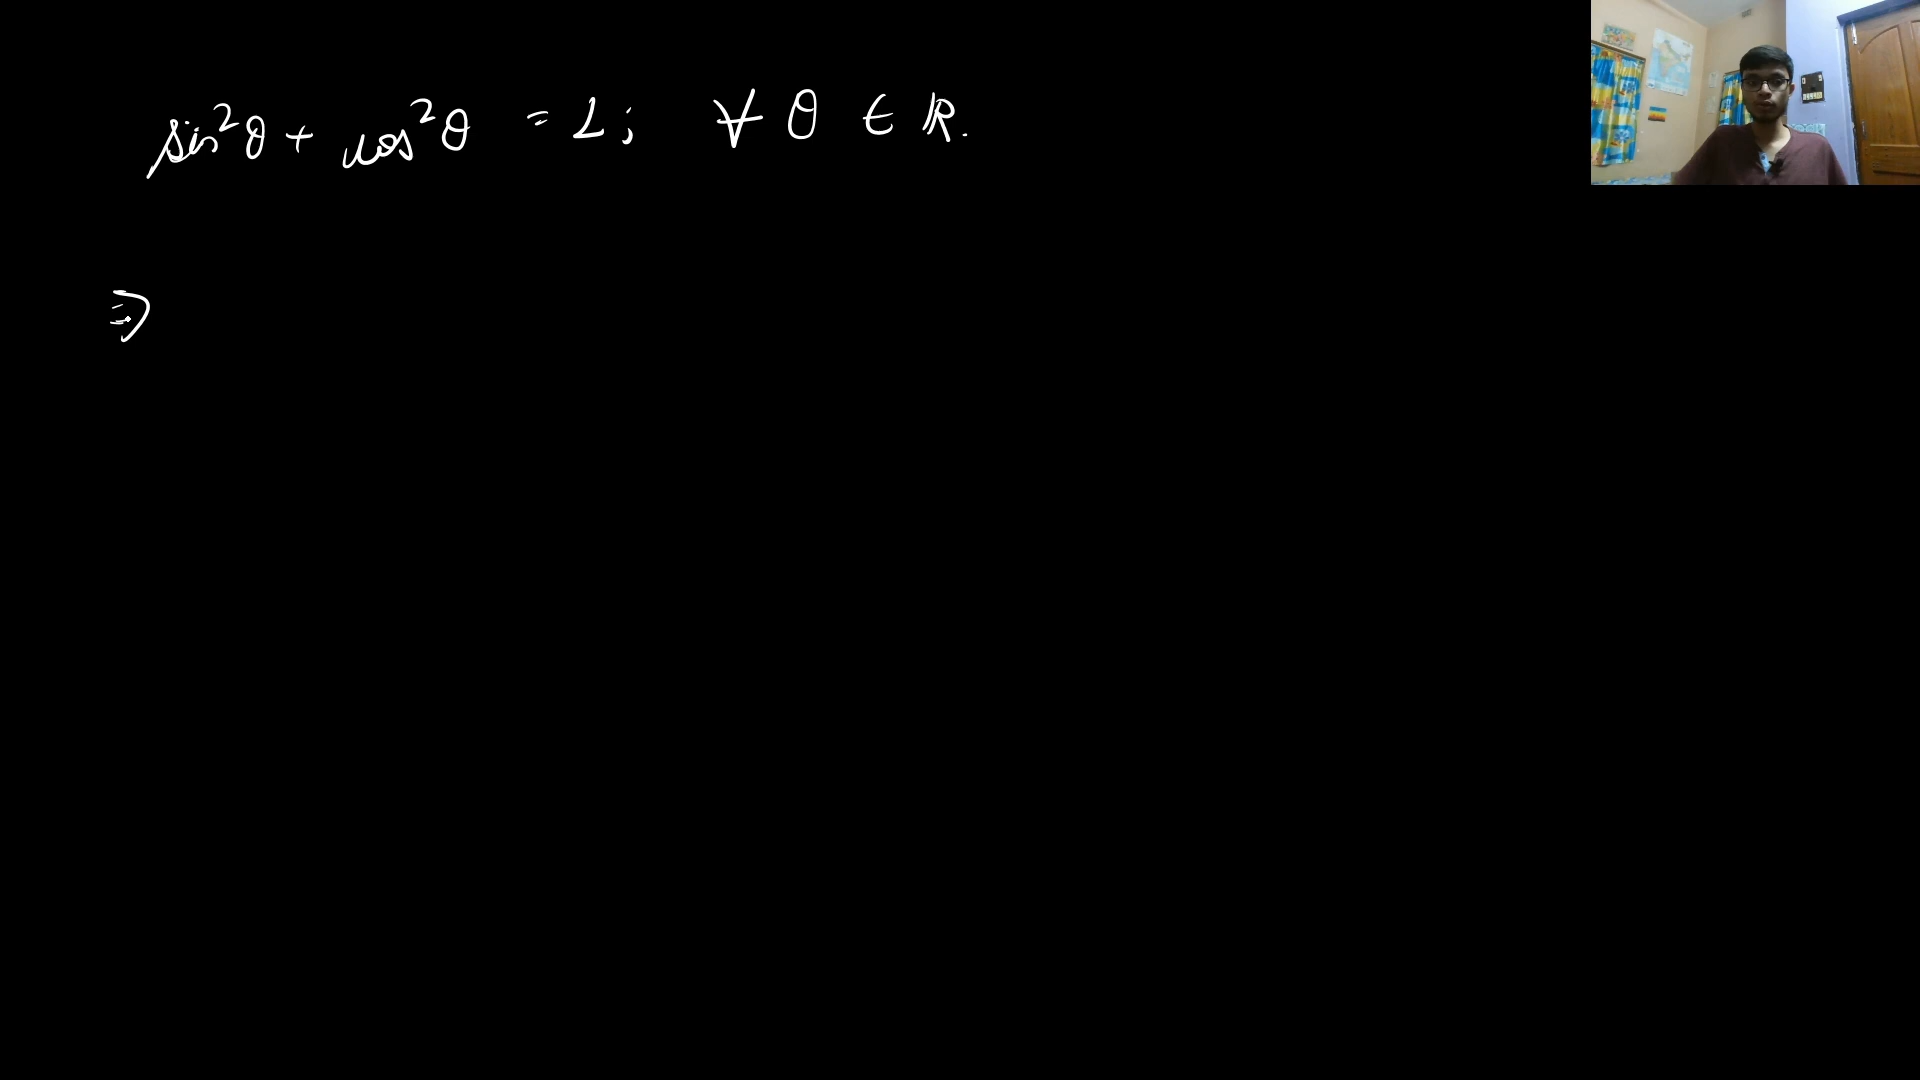 sin²θ + cos²θ = 1; ∀ θ ∈ ℝ.
⇒